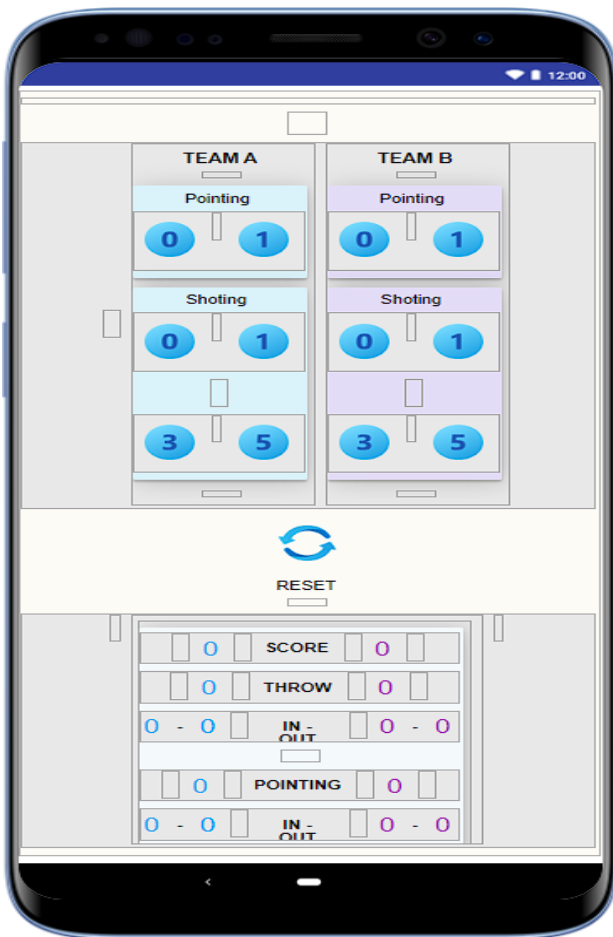 12:00
TEAM A TEAM B
Pointing Pointing
0 1 0 1
Shoting Shoting
0 1 0 1
3 5 3 5
RESET
0 SCORE 0
0 THROW 0
0 - 0 IN - OUT 0 - 0
0 POINTING 0
0 - 0 IN - OUT 0 - 0